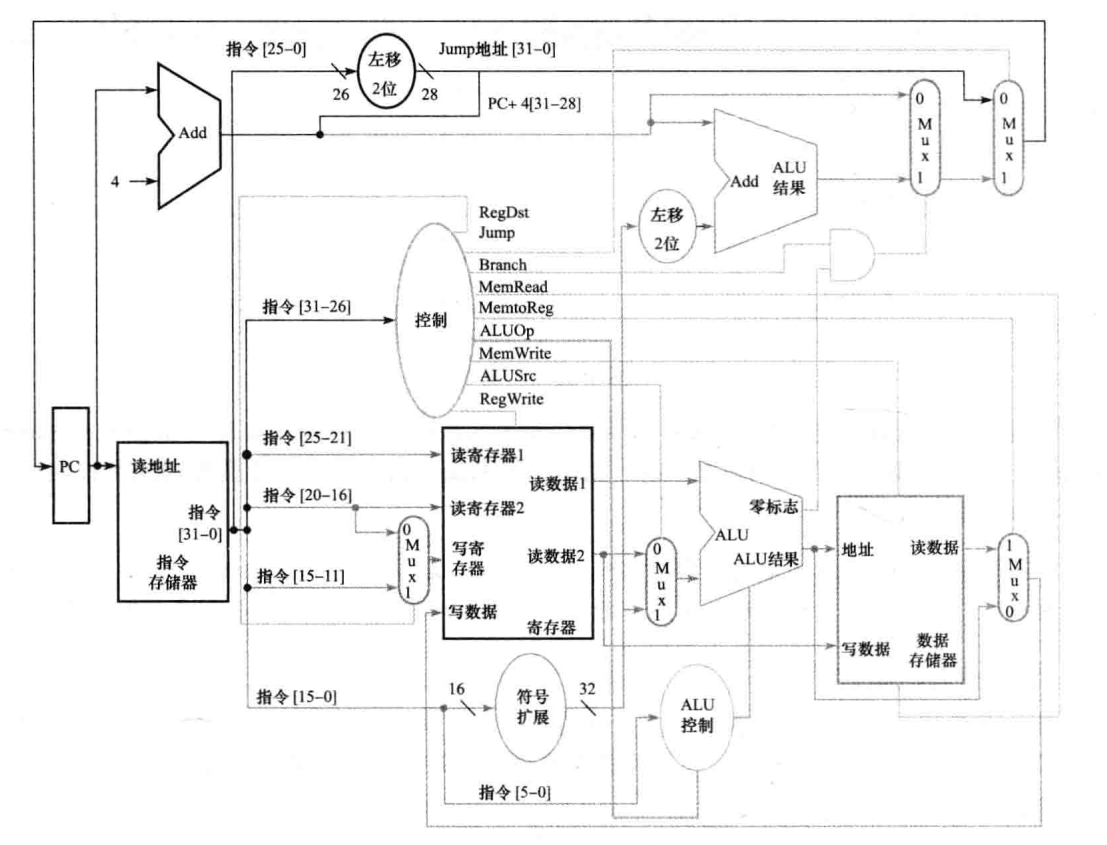 指令 [25–0]
左移
2位
Jump地址 [31–0]
26
28
PC+ 4[31–28]
Add
4
0
M
u
x
1
0
M
u
x
1
Add
ALU
结果
左移
2位
RegDst
Jump
Branch
MemRead
MemtoReg
ALUOp
MemWrite
ALUSrc
RegWrite
指令 [31–26]
控制
PC
读地址
指令
[31–0]
指令
存储器
指令 [25–21]
指令 [20–16]
指令 [15–11]
0
M
u
x
1
读寄存器1
读寄存器2
写寄
存器
写数据
读数据1
读数据2
寄存器
0
M
u
x
1
零标志
ALU
ALU结果
地址
读数据
写数据
数据
存储器
1
M
u
x
0
指令 [15–0]
16
符号
扩展
32
ALU
控制
指令 [5–0]